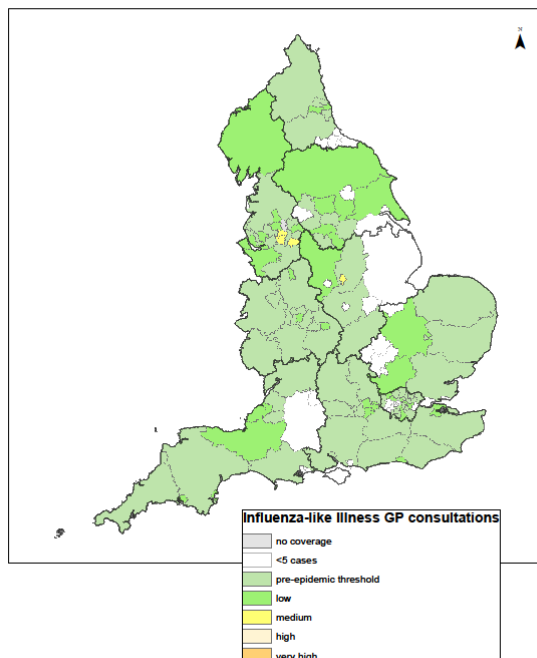 N
Influenza-like Illness GP consultations
no coverage
<5 cases
pre-epidemic threshold
low
medium
high
very high